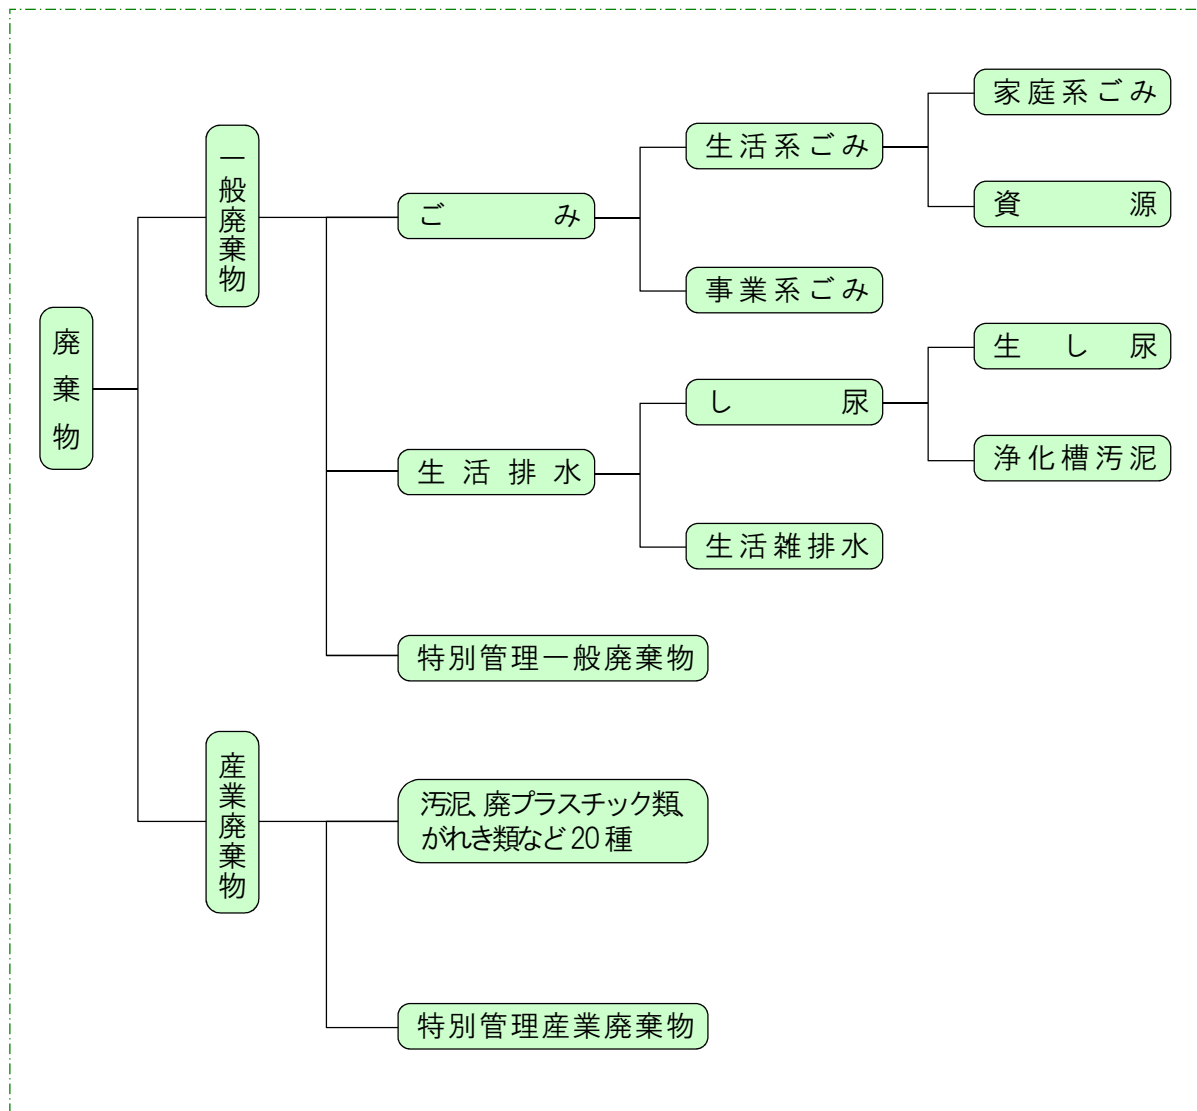 廃棄物
一般廃棄物
ごみ
生活系ごみ
家庭系ごみ
資源
事業系ごみ
生活排水
し尿
生し尿
浄化槽汚泥
生活雑排水
特別管理一般廃棄物
産業廃棄物
汚泥、廃プラスチック類、
がれき類など20種
特別管理産業廃棄物